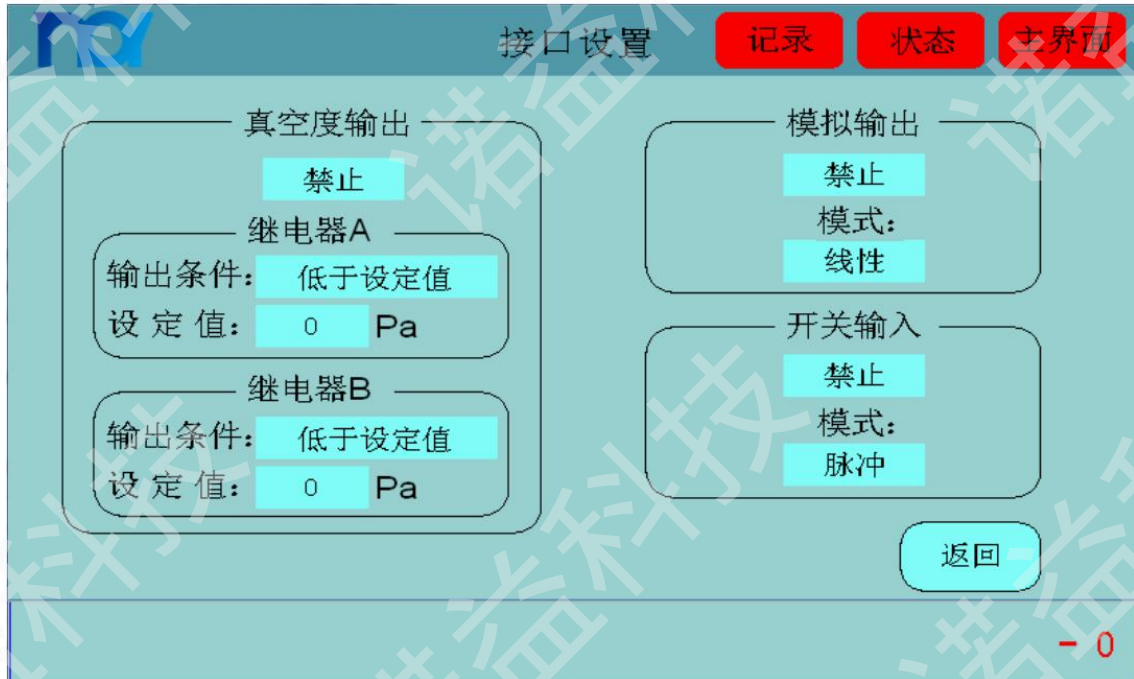 接口设置
记录
状态
主界面
真空度输出
禁止
继电器A
输出条件: 低于设定值
设 定 值: 0 Pa
继电器B
输出条件: 低于设定值
设 定 值: 0 Pa
模拟输出
禁止
模式:
线性
开关输入
禁止
模式:
脉冲
返回
- 0
诺益科技